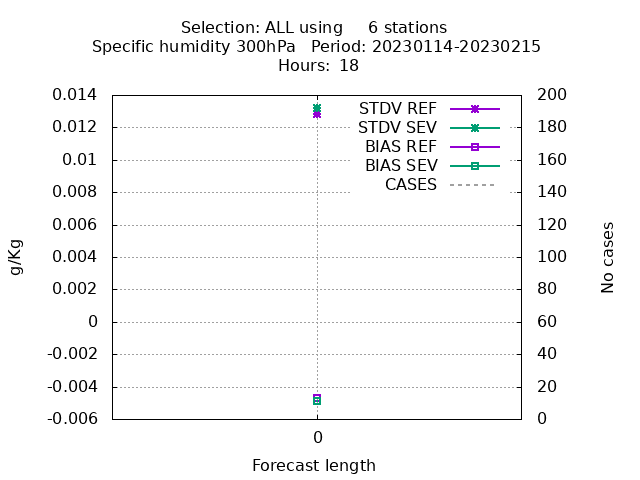 Selection: ALL using     6 stations
Specific humidity 300hPa   Period: 20230114-20230215
Hours:  18
0.014
0.012
0.01
0.008
0.006
0.004
0.002
0
-0.002
-0.004
-0.006
g/Kg
STDV REF
STDV SEV
BIAS REF
BIAS SEV
CASES
200
180
160
140
120
100
80
60
40
20
0
No cases
0
Forecast length